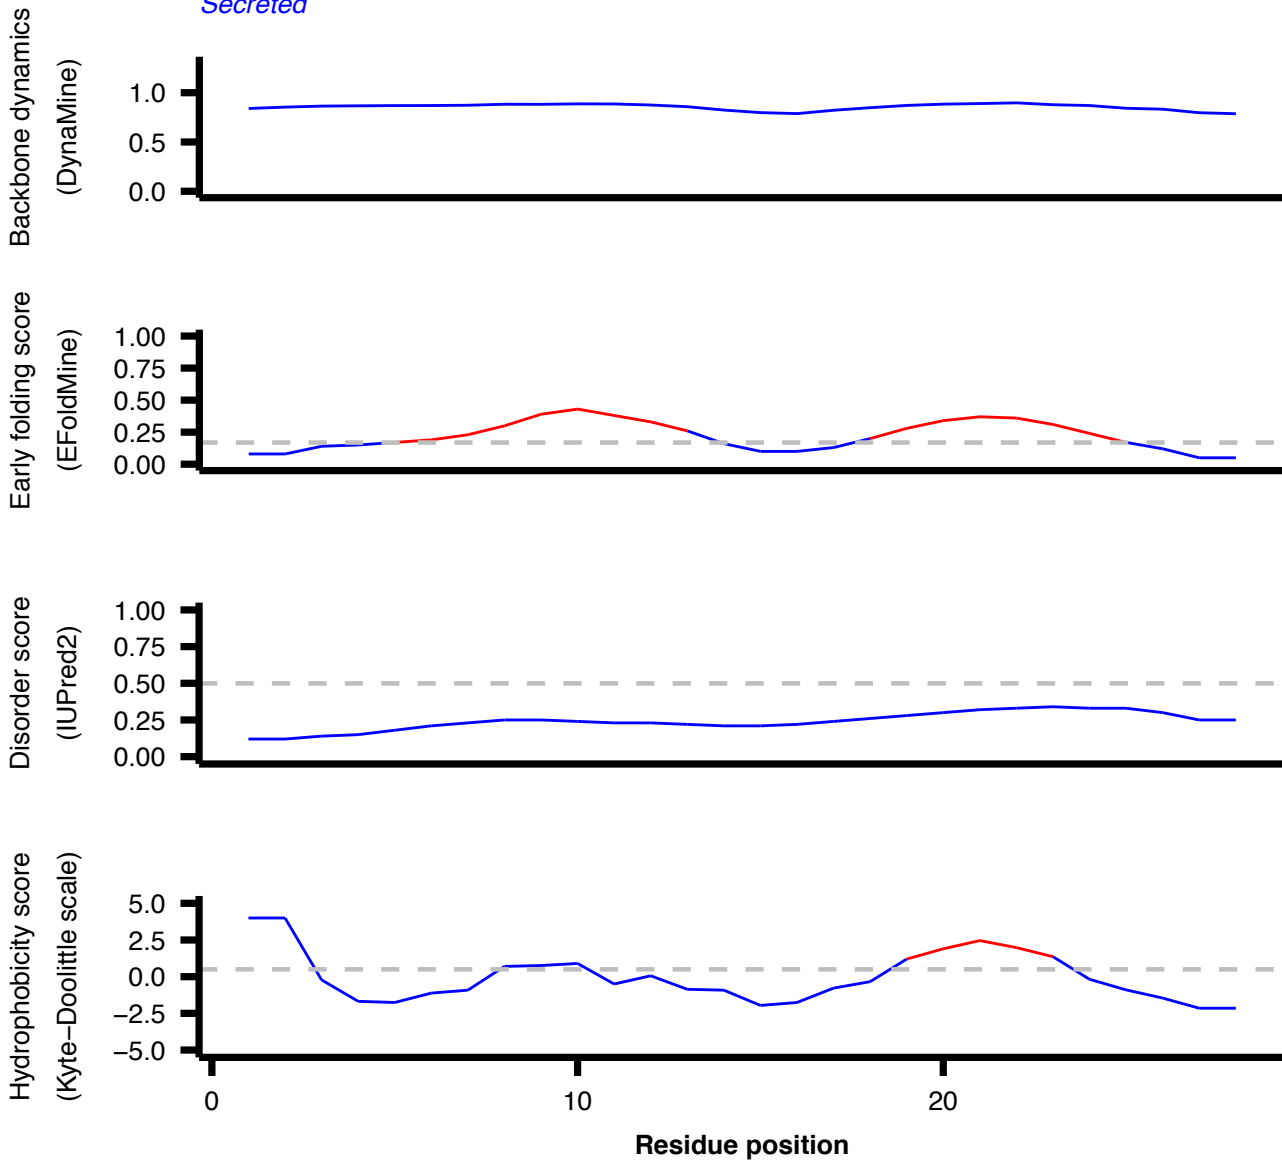 Secreted
Backbone dynamics
(DynaMine)
1.0
0.5
0.0
Early folding score
(EFoldMine)
1.00
0.75
0.50
0.25
0.00
Disorder score
(IUPred2)
1.00
0.75
0.50
0.25
0.00
Hydrophobicity score
(Kyte−Doolittle scale)
5.0
2.5
0.0
−2.5
−5.0
0 10 20
Residue position